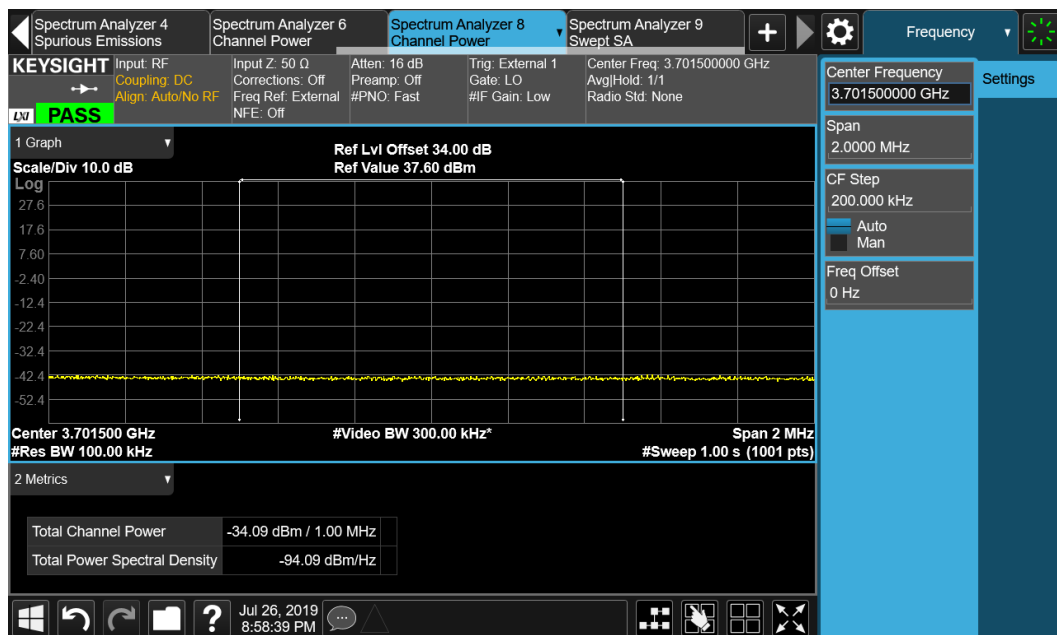 Spectrum Analyzer 4
Spurious Emissions
Spectrum Analyzer 6
Channel Power
Spectrum Analyzer 8
Channel Power
Spectrum Analyzer 9
Swept SA
+
Frequency
KEYSIGHT
LXI
PASS
Input: RF
Coupling: DC
Align: Auto/No RF
Input Z: 50 Ω
Corrections: Off
Freq Ref: External
NFE: Off
Atten: 16 dB
Preamp: Off
#PNO: Fast
Trig: External 1
Gate: LO
#IF Gain: Low
Center Freq: 3.701500000 GHz
Avg|Hold: 1/1
Radio Std: None
Center Frequency
3.701500000 GHz
Settings
Span
2.0000 MHz
CF Step
200.000 kHz
Auto
Man
Freq Offset
0 Hz
1 Graph
Scale/Div 10.0 dB
Ref Lvl Offset 34.00 dB
Ref Value 37.60 dBm
Log
27.6
17.6
7.60
-2.40
-12.4
-22.4
-32.4
-42.4
-52.4
Center 3.701500 GHz
#Video BW 300.00 kHz*
Span 2 MHz
#Res BW 100.00 kHz
#Sweep 1.00 s (1001 pts)
2 Metrics
Total Channel Power -34.09 dBm / 1.00 MHz
Total Power Spectral Density -94.09 dBm/Hz
?
Jul 26, 2019
8:58:39 PM